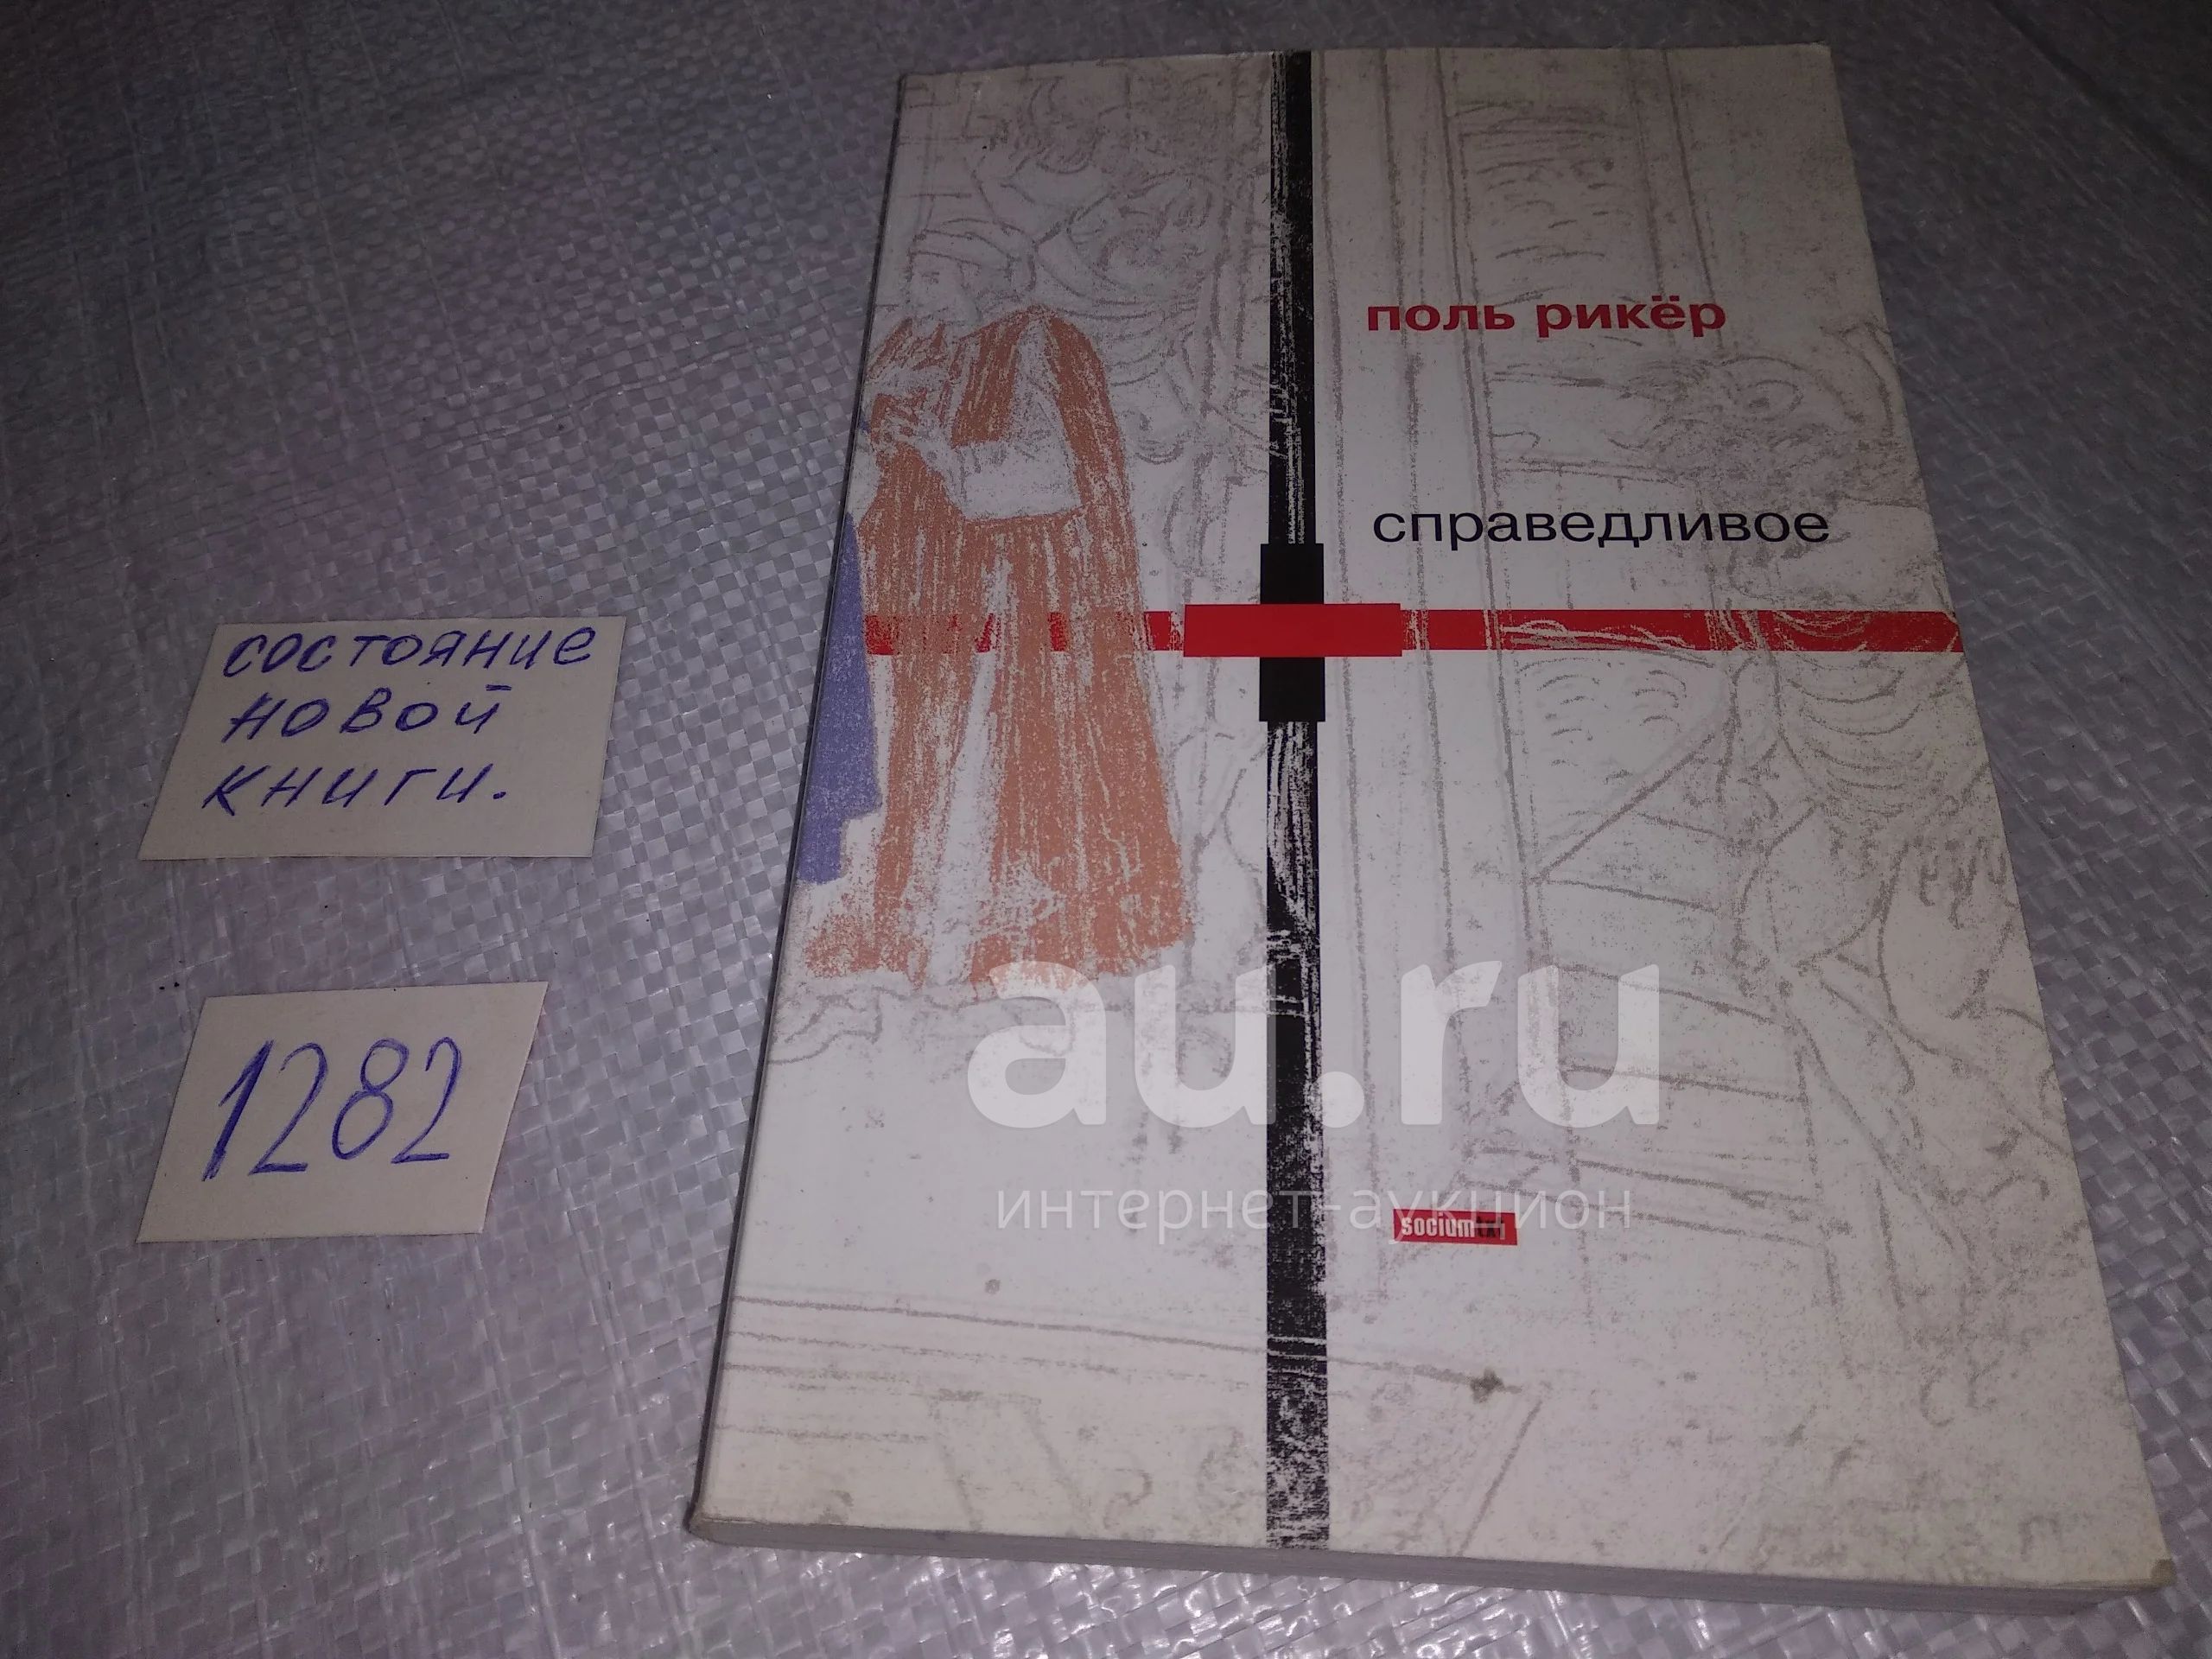 поль рикёр
справедливое
состояние
новой
книги.
1282
au.ru
интернет-аукцион
socium